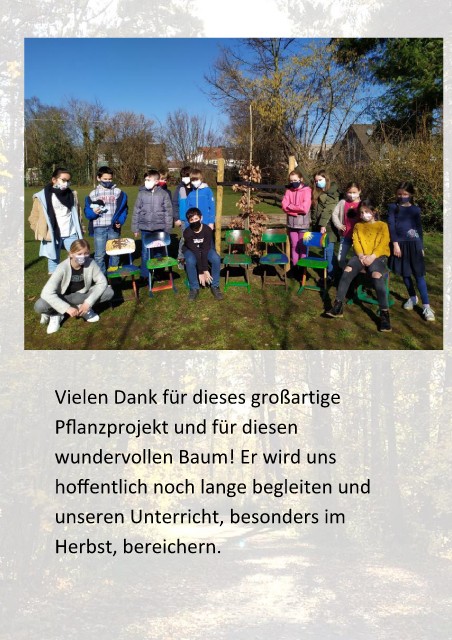 Vielen Dank für dieses großartige
Pflanzprojekt und für diesen
wundervollen Baum! Er wird uns
hoffentlich noch lange begleiten und
unseren Unterricht, besonders im
Herbst, bereichern.